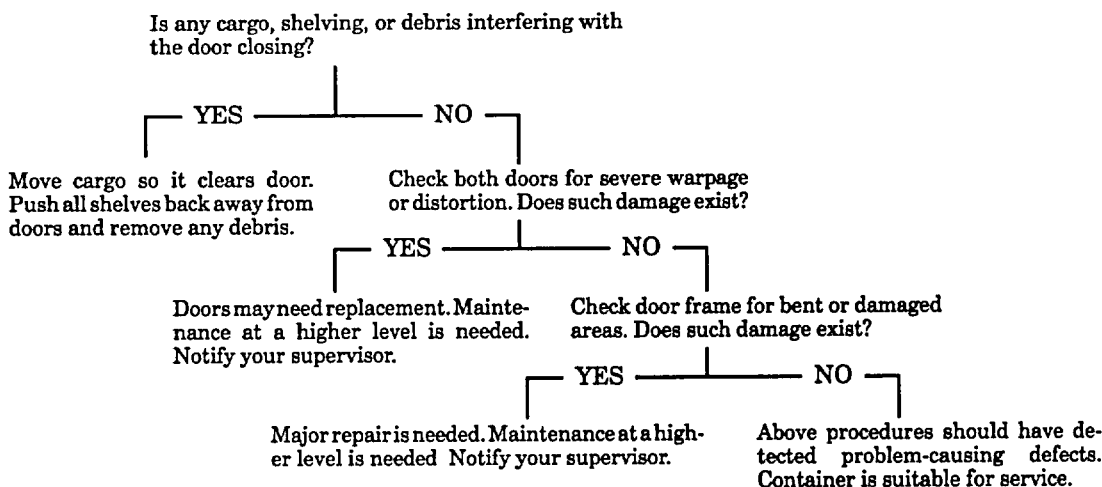 Is any cargo, shelving, or debris interfering with
the door closing?
YES
NO
Move cargo so it clears door.
Push all shelves back away from
doors and remove any debris.
Check both doors for severe warpage
or distortion. Does such damage exist?
YES
NO
Doors may need replacement. Mainte-
nance at a higher level is needed.
Notify your supervisor.
Check door frame for bent or damaged
areas. Does such damage exist?
YES
NO
Major repair is needed. Maintenance at a high-
er level is needed Notify your supervisor.
Above procedures should have de-
tected problem-causing defects.
Container is suitable for service.